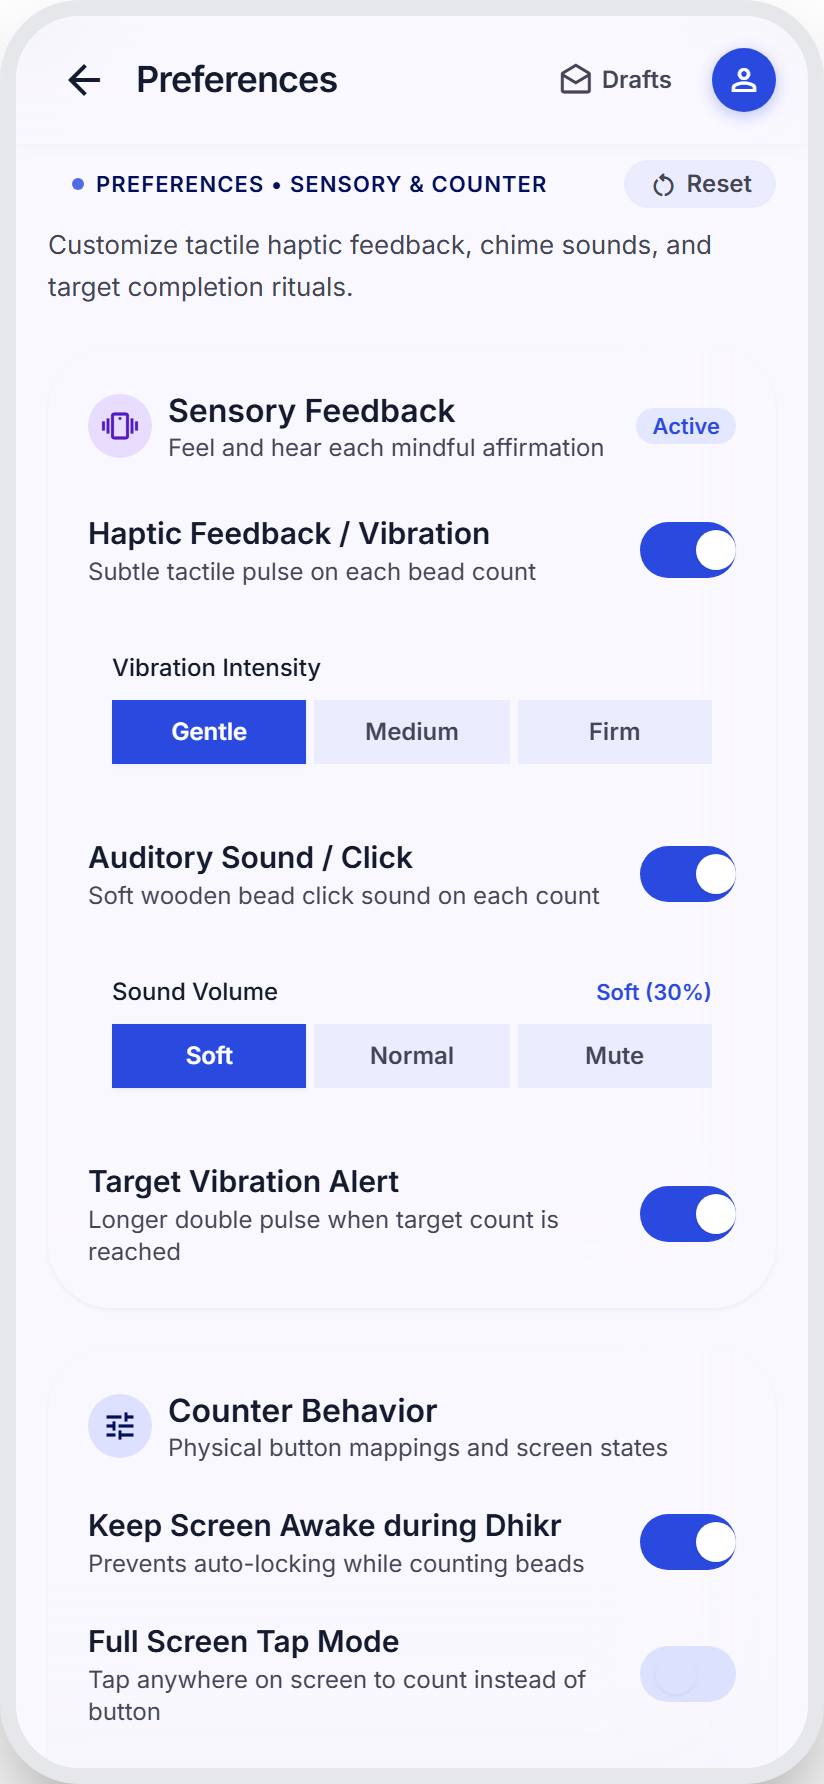 Preferences
Drafts
PREFERENCES • SENSORY & COUNTER
Reset
Customize tactile haptic feedback, chime sounds, and
target completion rituals.
Sensory Feedback
Feel and hear each mindful affirmation
Active
Haptic Feedback / Vibration
Subtle tactile pulse on each bead count
Vibration Intensity
Gentle
Medium
Firm
Auditory Sound / Click
Soft wooden bead click sound on each count
Sound Volume
Soft (30%)
Soft
Normal
Mute
Target Vibration Alert
Longer double pulse when target count is
reached
Counter Behavior
Physical button mappings and screen states
Keep Screen Awake during Dhikr
Prevents auto-locking while counting beads
Full Screen Tap Mode
Tap anywhere on screen to count instead of
button